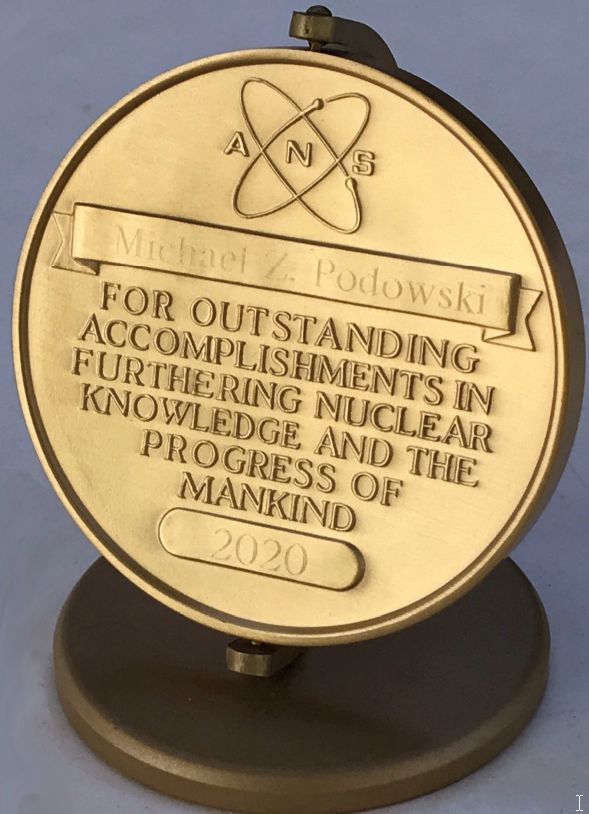 A N S
Michael Z. Podowski
FOR OUTSTANDING
ACCOMPLISHMENTS IN
FURTHERING NUCLEAR
KNOWLEDGE AND THE
PROGRESS OF
MANKIND
2020